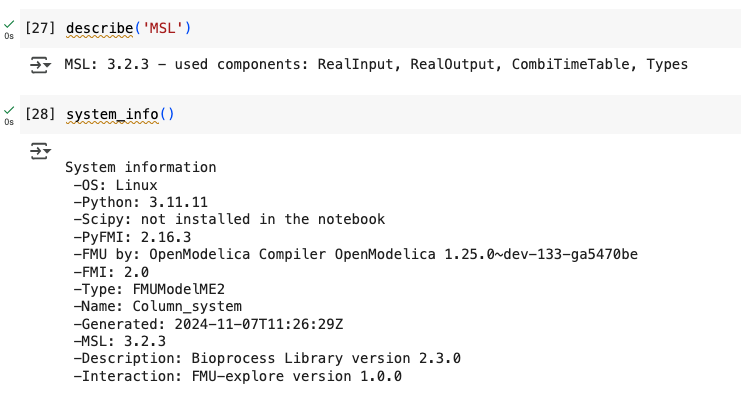 [27] describe('MSL')
0s
MSL: 3.2.3 - used components: RealInput, RealOutput, CombiTimeTable, Types
[28] system_info()
0s
System information
-OS: Linux
-Python: 3.11.11
-Scipy: not installed in the notebook
-PyFMI: 2.16.3
-FMU by: OpenModelica Compiler OpenModelica 1.25.0~dev-133-ga5470be
-FMI: 2.0
-Type: FMUModelME2
-Name: Column_system
-Generated: 2024-11-07T11:26:29Z
-MSL: 3.2.3
-Description: Bioprocess Library version 2.3.0
-Interaction: FMU-explore version 1.0.0